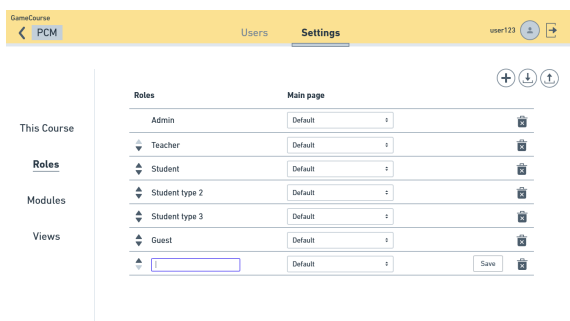 GameCourse
PCM
Users
Settings
user123
Roles
Main page
Admin
Default
Teacher
Default
Student
Default
Student type 2
Default
Student type 3
Default
Guest
Default
Default
Save
This Course
Roles
Modules
Views